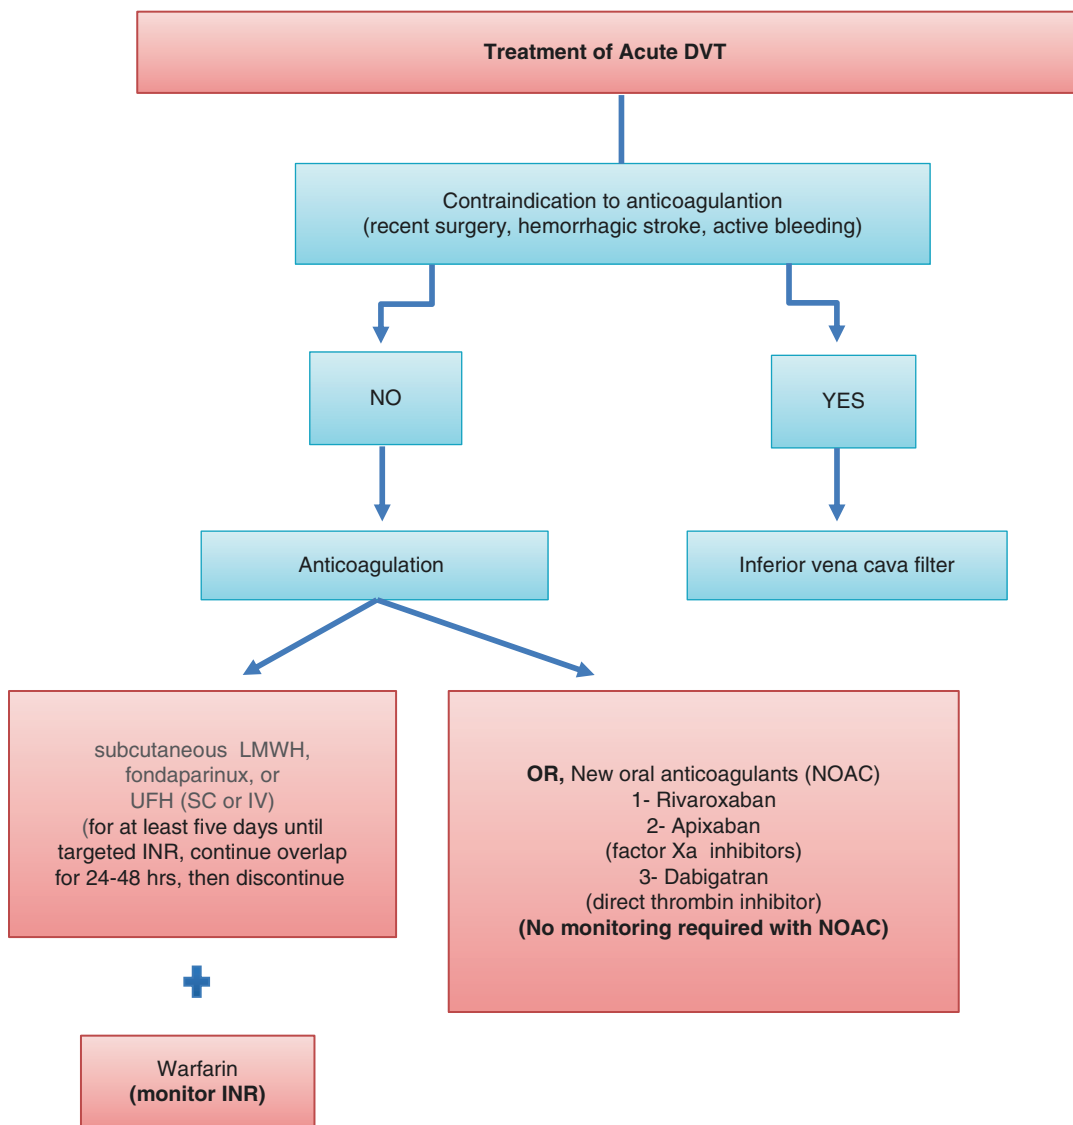 Treatment of Acute DVT
Contraindication to anticoagulantion
(recent surgery, hemorrhagic stroke, active bleeding)
NO
YES
Anticoagulation
Inferior vena cava filter
subcutaneous LMWH,
fondaparinux, or
UFH (SC or IV)
(for at least five days until
targeted INR, continue overlap
for 24-48 hrs, then discontinue
OR, New oral anticoagulants (NOAC)
1- Rivaroxaban
2- Apixaban
(factor Xa inhibitors)
3- Dabigatran
(direct thrombin inhibitor)
(No monitoring required with NOAC)
Warfarin
(monitor INR)